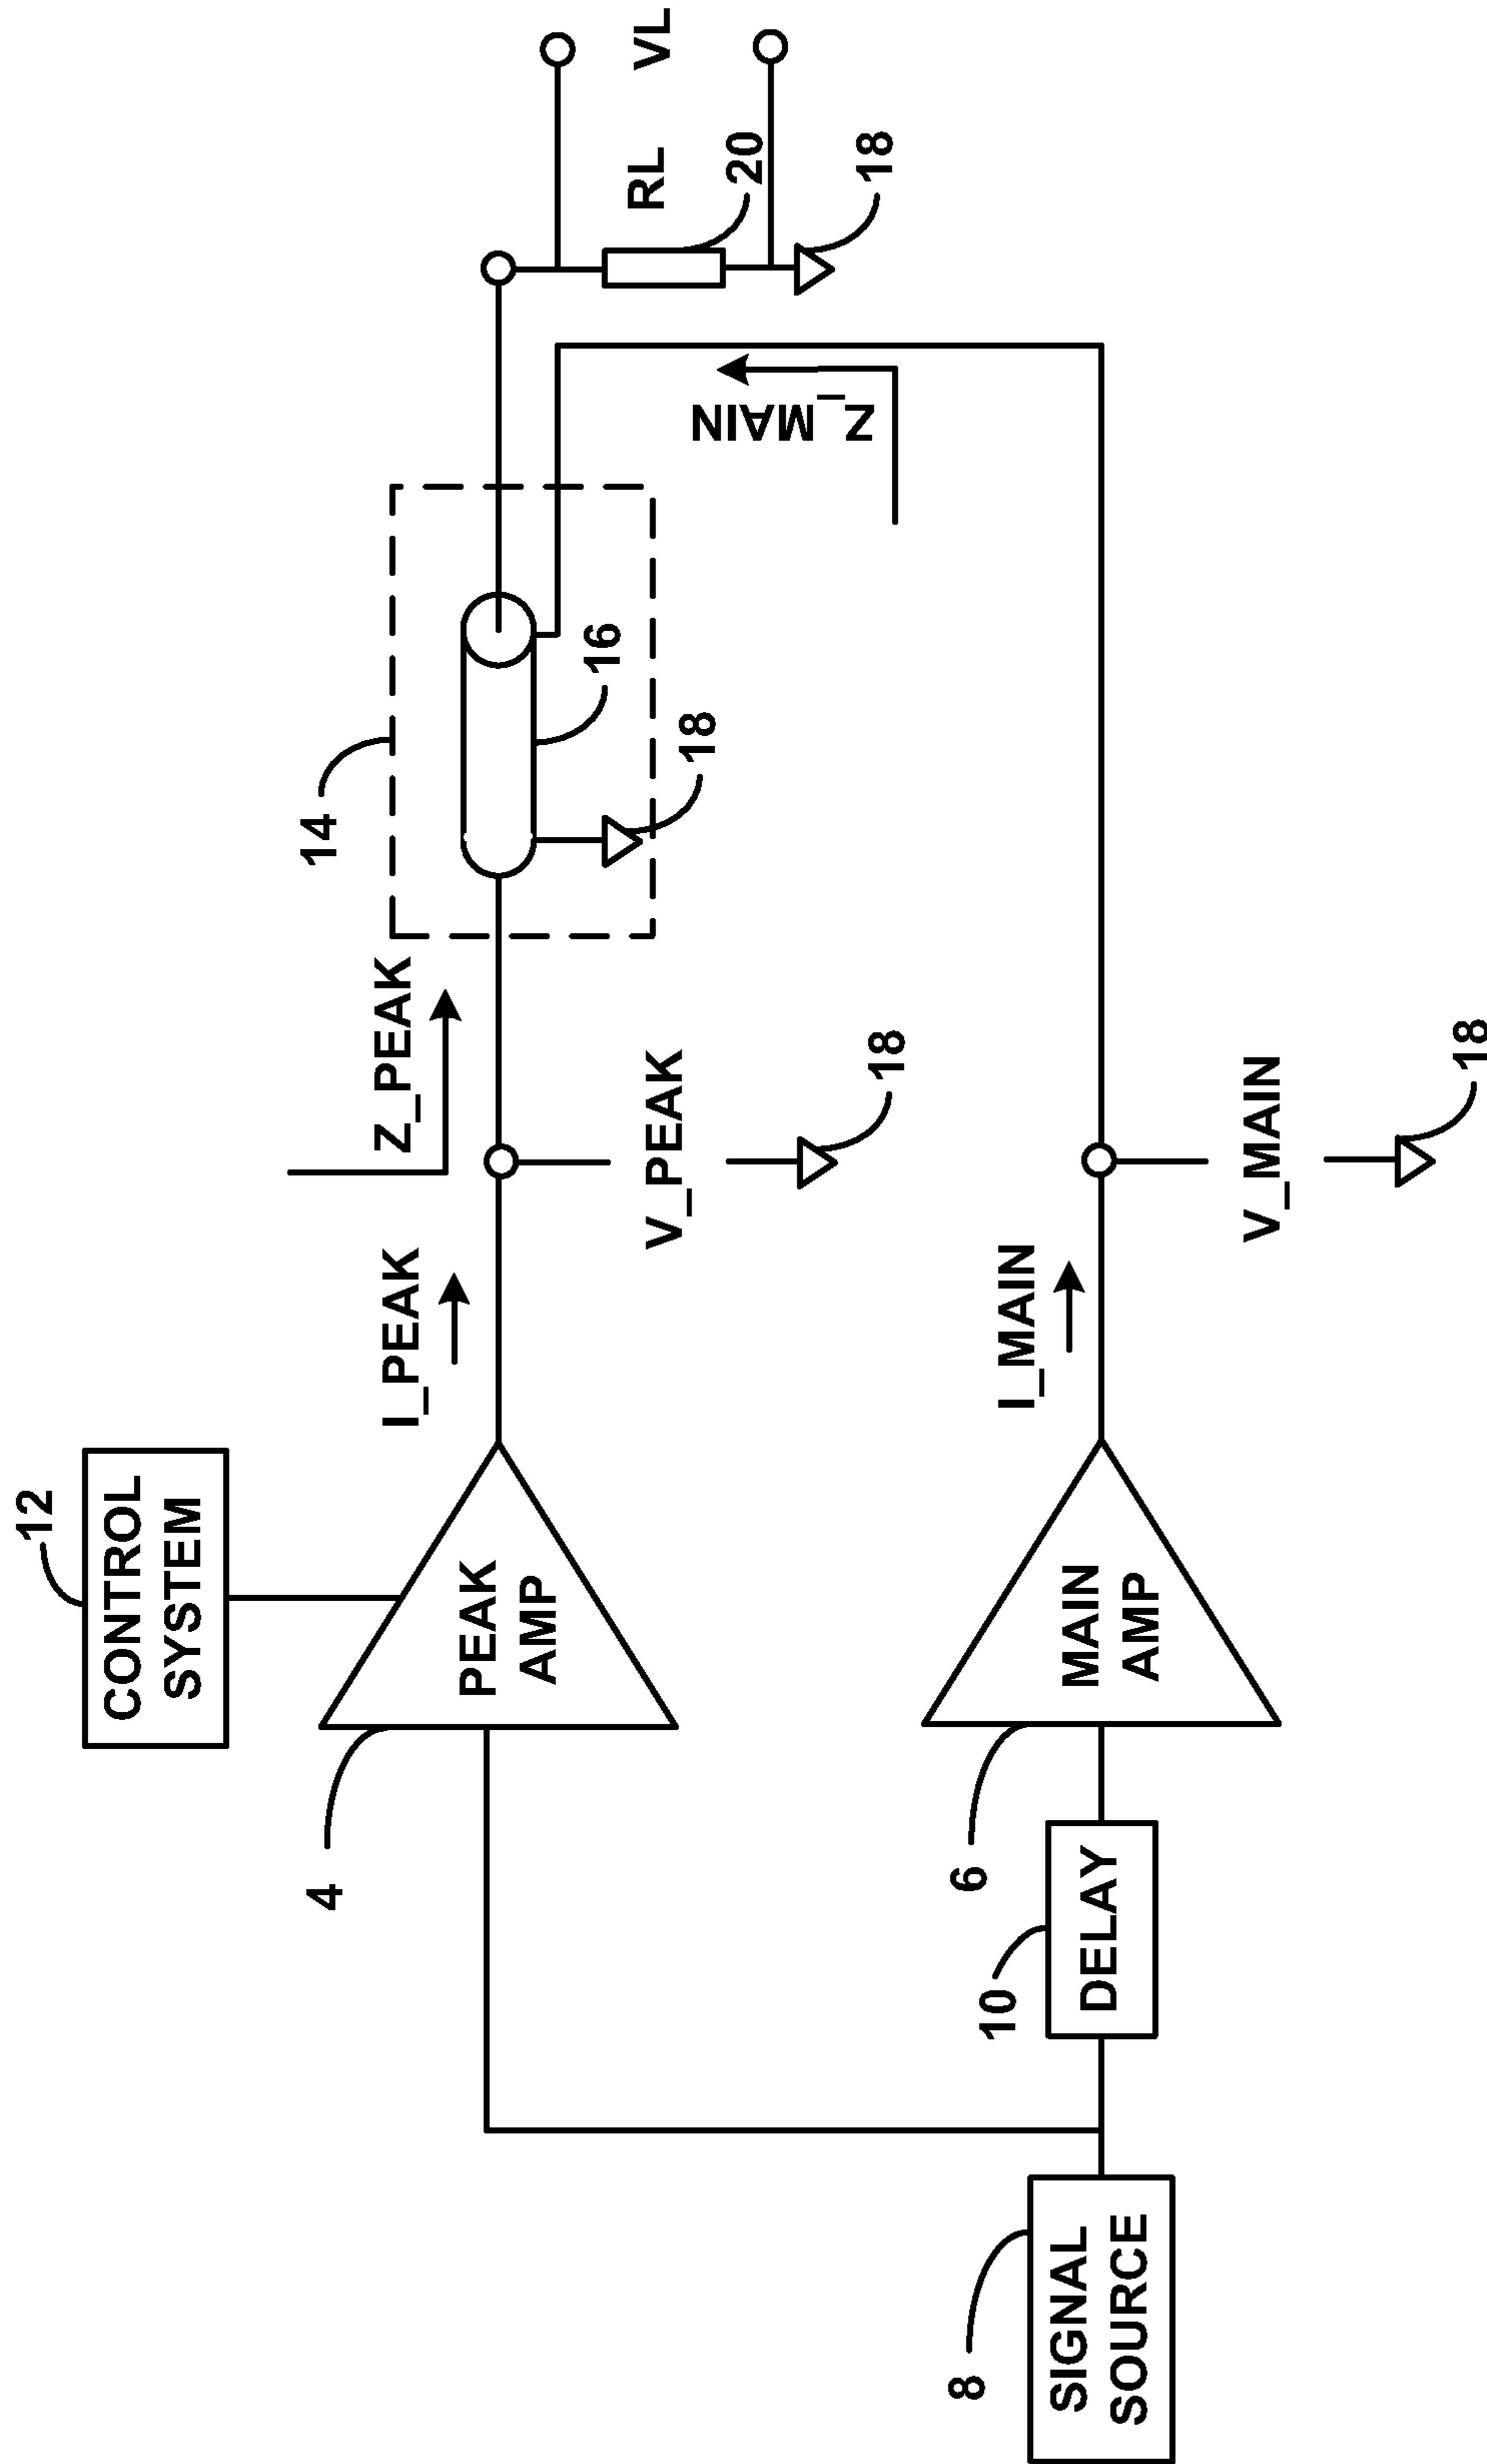 12
CONTROL
SYSTEM
4
PEAK
AMP
I_PEAK
Z_PEAK
V_PEAK
18
14
16
18
RL
20
VL
18
Z_MAIN
8
SIGNAL
SOURCE
10
DELAY
6
MAIN
AMP
I_MAIN
V_MAIN
18